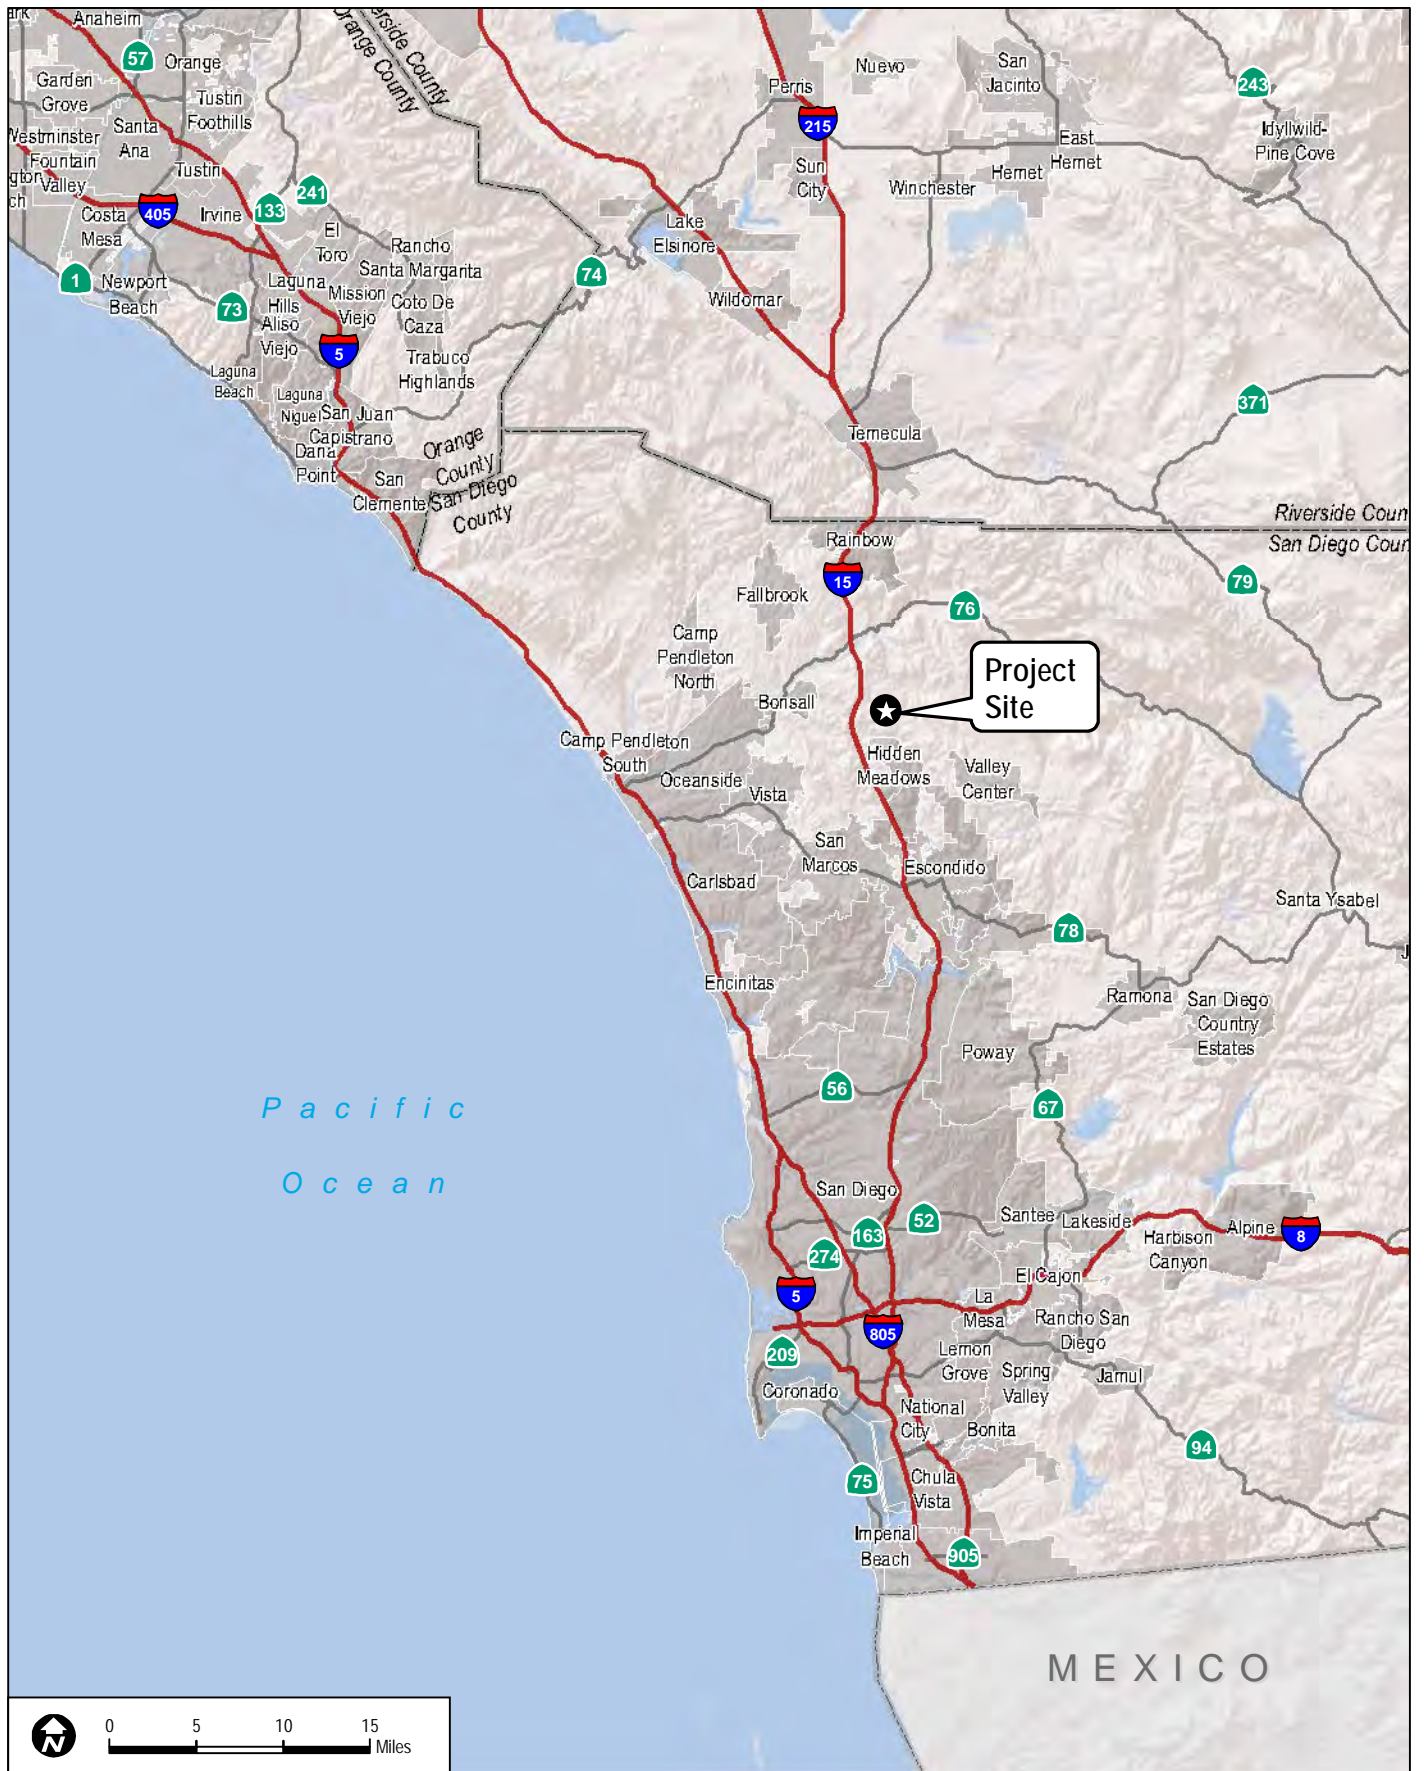 ark
Anaheim
57
Orange
Garden
Grove
Tustin
Foothills
Westminster
Santa
Ana
Fountain
Valley
gton
ch
Tustin
Costa
Mesa
405
Irvine
133
241
El
Toro
Rancho
Santa Margarita
1
Newport
Beach
73
Laguna
Hills
Mission
Viejo
Coto De
Caza
Aliso
Viejo
5
Trabuco
Highlands
Laguna
Beach
Laguna
Niguel
San Juan
Capistrano
Dana
Point
San
Clemente
Orange
County
San Diego
County
erside County
Orange County
74
Perris
Nuevo
San
Jacinto
243
215
Idyllwild-
Pine Cove
Sun
City
East
Hemet
Hemet
Winchester
Lake
Elsinore
Wildomar
371
Temecula
Riverside Coun
San Diego Coun
Rainbow
15
79
Fallbrook
76
Camp
Pendleton
North
Project
Site
Bonsall
Camp Pendleton
South
Hidden
Meadows
Valley
Center
Oceanside
Vista
San
Marcos
Escondido
Carlsbad
Santa Ysabel
78
J
Encinitas
Ramona
San Diego
Country
Estates
Poway
56
67
Pacific
Ocean
San Diego
52
163
274
Santee
Lakeside
Harbison
Canyon
Alpine
8
5
El Cajon
La
Mesa
805
Rancho San
Diego
209
Lemon
Grove
Spring
Valley
Jamul
Coronado
National
City
Bonita
94
75
Chula
Vista
Imperial
Beach
905
MEXICO
N
0 5 10 15
Miles